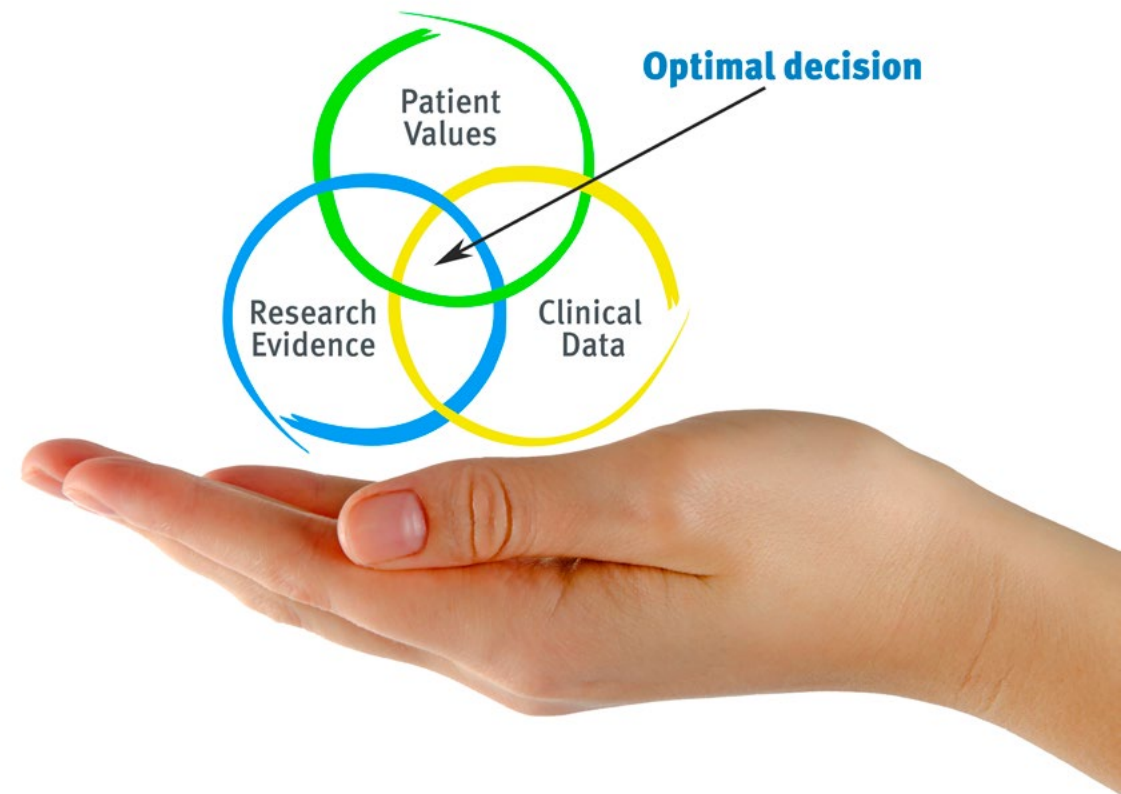 Optimal decision
Patient
Values
Research
Evidence
Clinical
Data